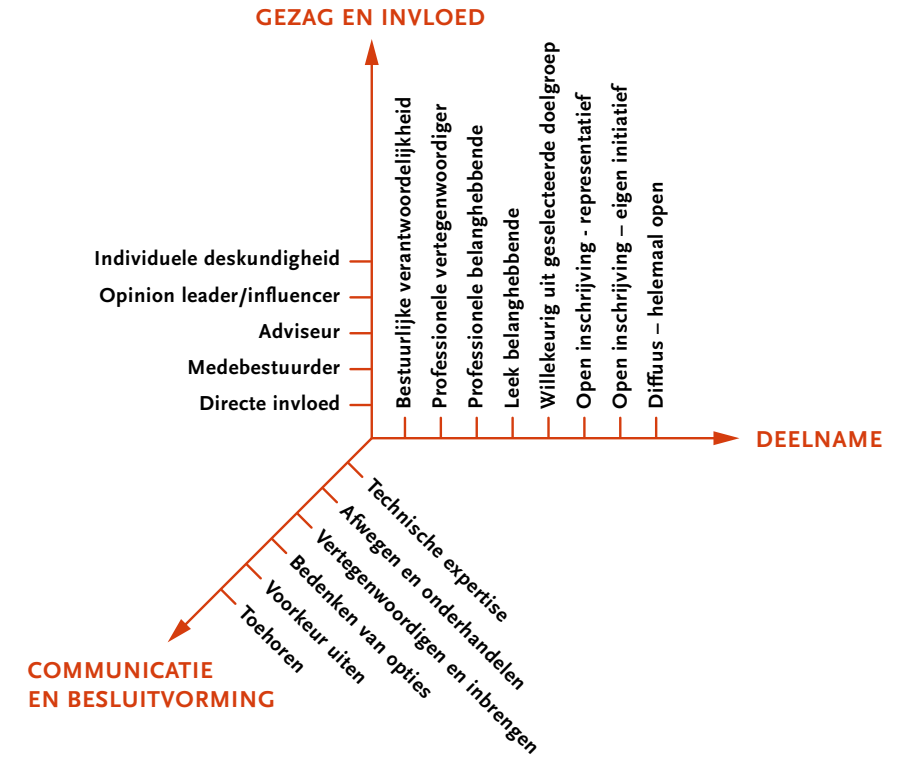 GEZAG EN INVLOED
Individuele deskundigheid
Opinion leader/influencer
Adviseur
Medebestuurder
Directe invloed
Bestuurlijke verantwoordelijkheid
Professionele vertegenwoordiger
Professionele belanghebbende
Leek belanghebbende
Willekeurig uit geselecteerde doelgroep
Open inschrijving - representatief
Open inschrijving – eigen initiatief
Diffuus – helemaal open
DEELNAME
Technische expertise
Afwegen en onderhandelen
Vertegenwoordigen en inbrengen
Bedenken van opties
Voorkeur uiten
Toehoren
COMMUNICATIE
EN BESLUITVORMING